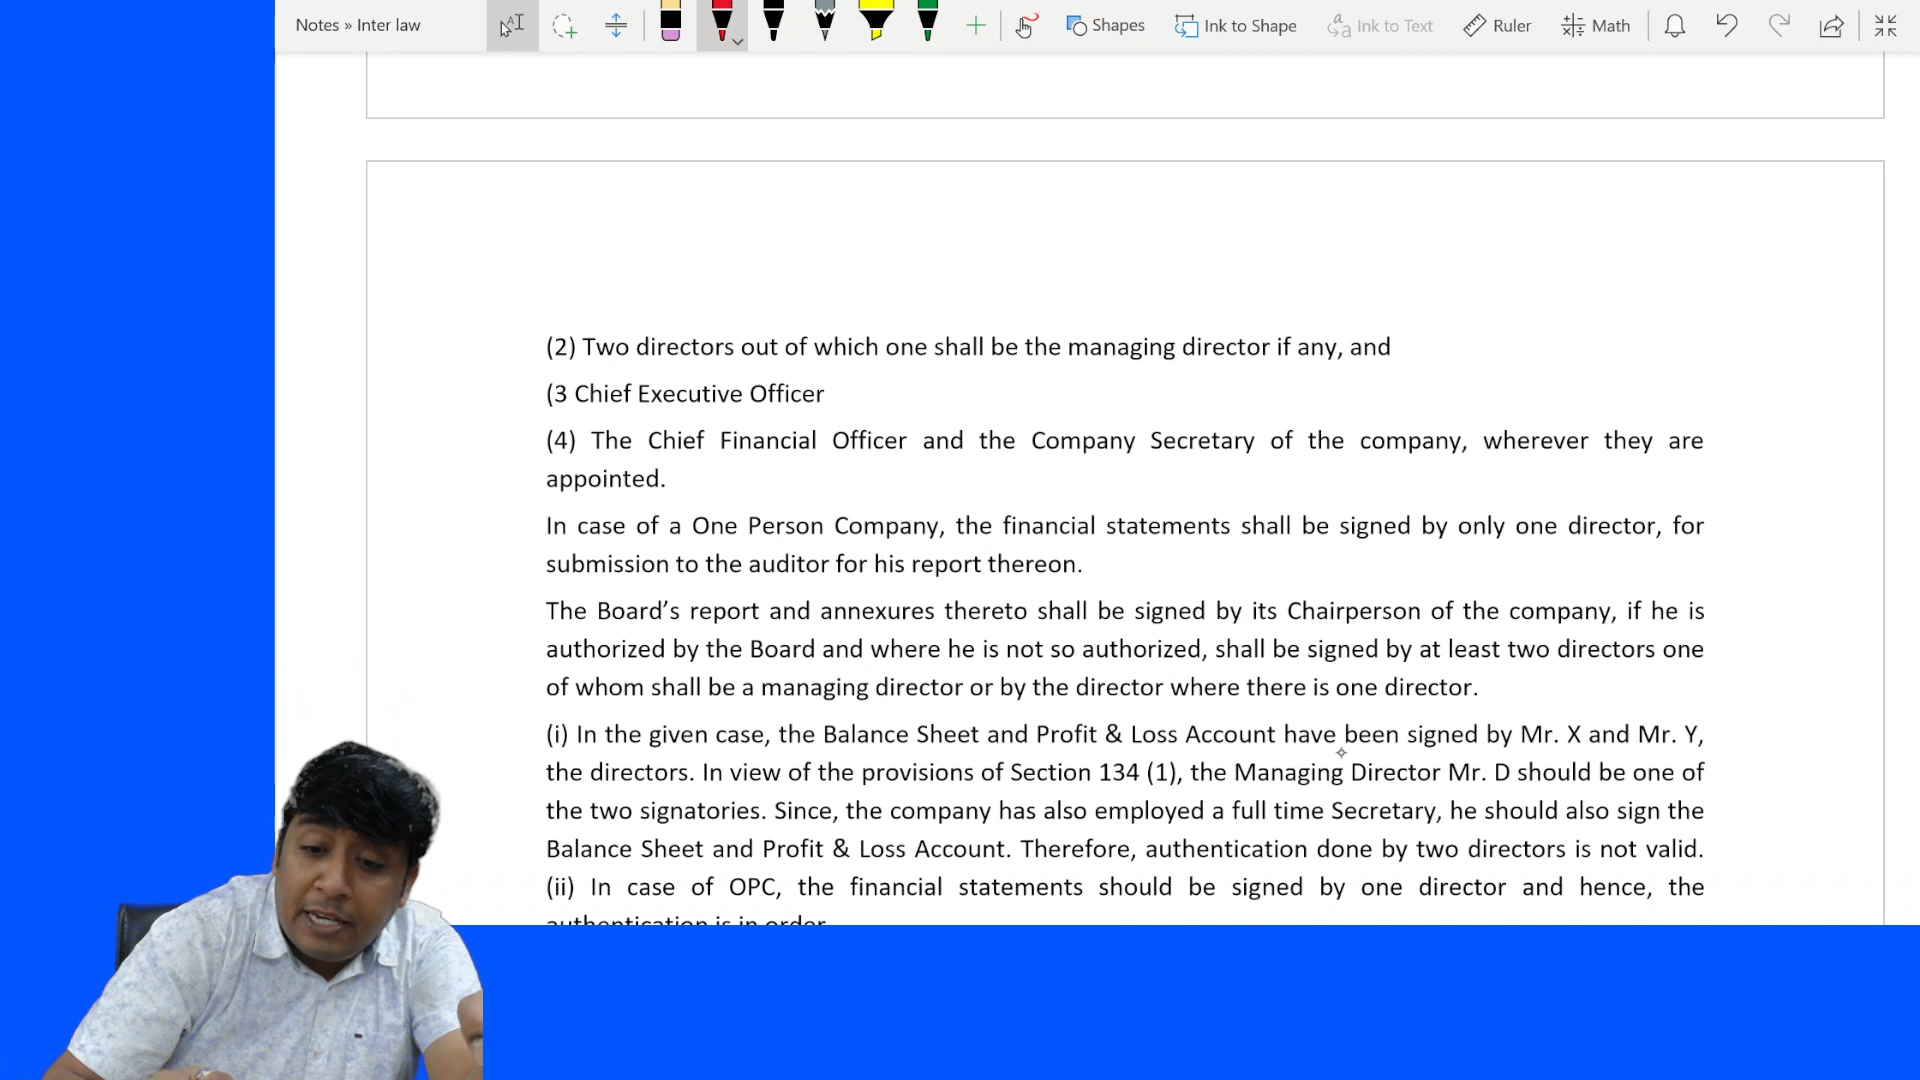 Notes » Inter law
Shapes
Ink to Shape
Ink to Text
Ruler
Math
(2) Two directors out of which one shall be the managing director if any, and
(3 Chief Executive Officer
(4) The Chief Financial Officer and the Company Secretary of the company, wherever they are
appointed.
In case of a One Person Company, the financial statements shall be signed by only one director, for
submission to the auditor for his report thereon.
The Board’s report and annexures thereto shall be signed by its Chairperson of the company, if he is
authorized by the Board and where he is not so authorized, shall be signed by at least two directors one
of whom shall be a managing director or by the director where there is one director.
(i) In the given case, the Balance Sheet and Profit & Loss Account have been signed by Mr. X and Mr. Y,
the directors. In view of the provisions of Section 134 (1), the Managing Director Mr. D should be one of
the two signatories. Since, the company has also employed a full time Secretary, he should also sign the
Balance Sheet and Profit & Loss Account. Therefore, authentication done by two directors is not valid.
(ii) In case of OPC, the financial statements should be signed by one director and hence, the
authentication is in order